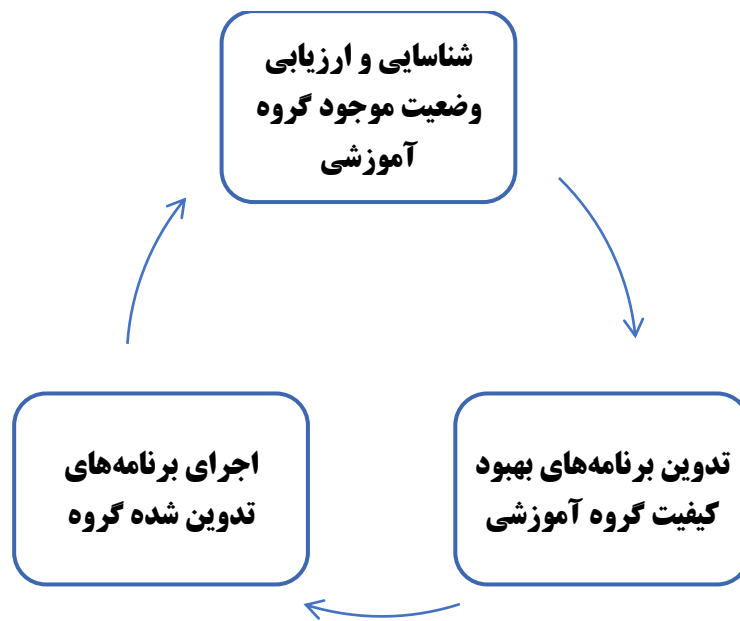 شناسایی و ارزیابی
وضعیت موجود گروه
آموزشی
تدوین برنامه‌های بهبود
کیفیت گروه آموزشی
اجرای برنامه‌های
تدوین شده گروه